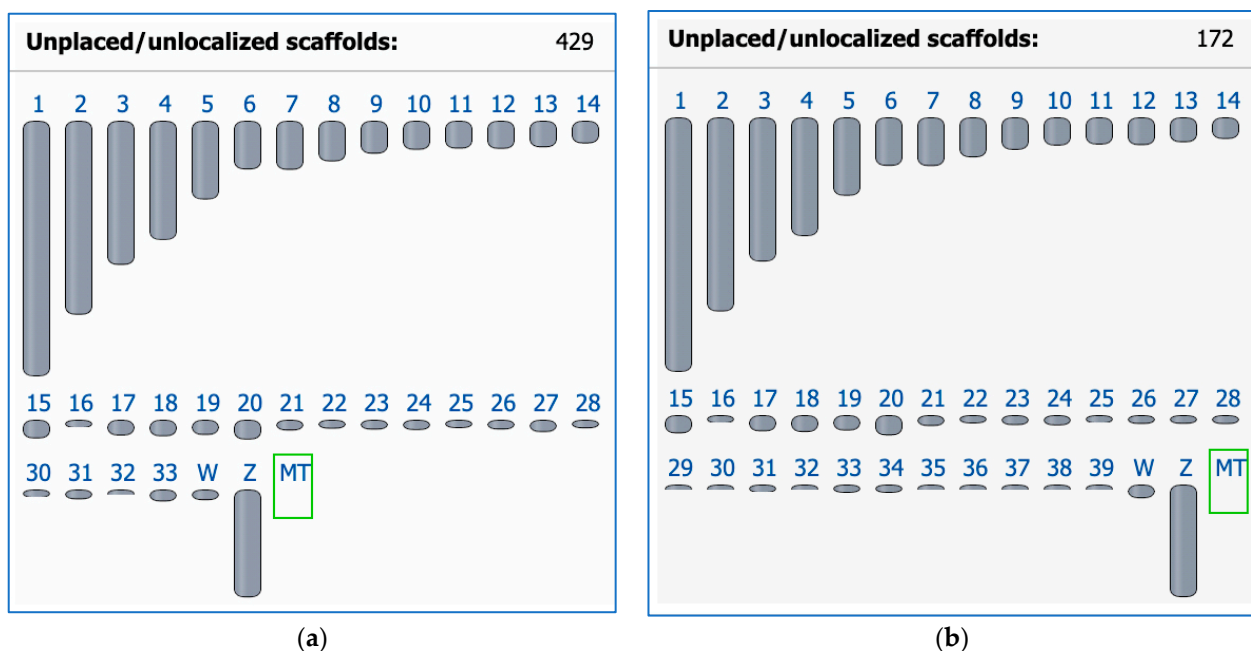 Unplaced/unlocalized scaffolds: 429
1 2 3 4 5 6 7 8 9 10 11 12 13 14
15 16 17 18 19 20 21 22 23 24 25 26 27 28
30 31 32 33 W Z MT
(a)
Unplaced/unlocalized scaffolds: 172
1 2 3 4 5 6 7 8 9 10 11 12 13 14
15 16 17 18 19 20 21 22 23 24 25 26 27 28
29 30 31 32 33 34 35 36 37 38 39 W Z MT
(b)